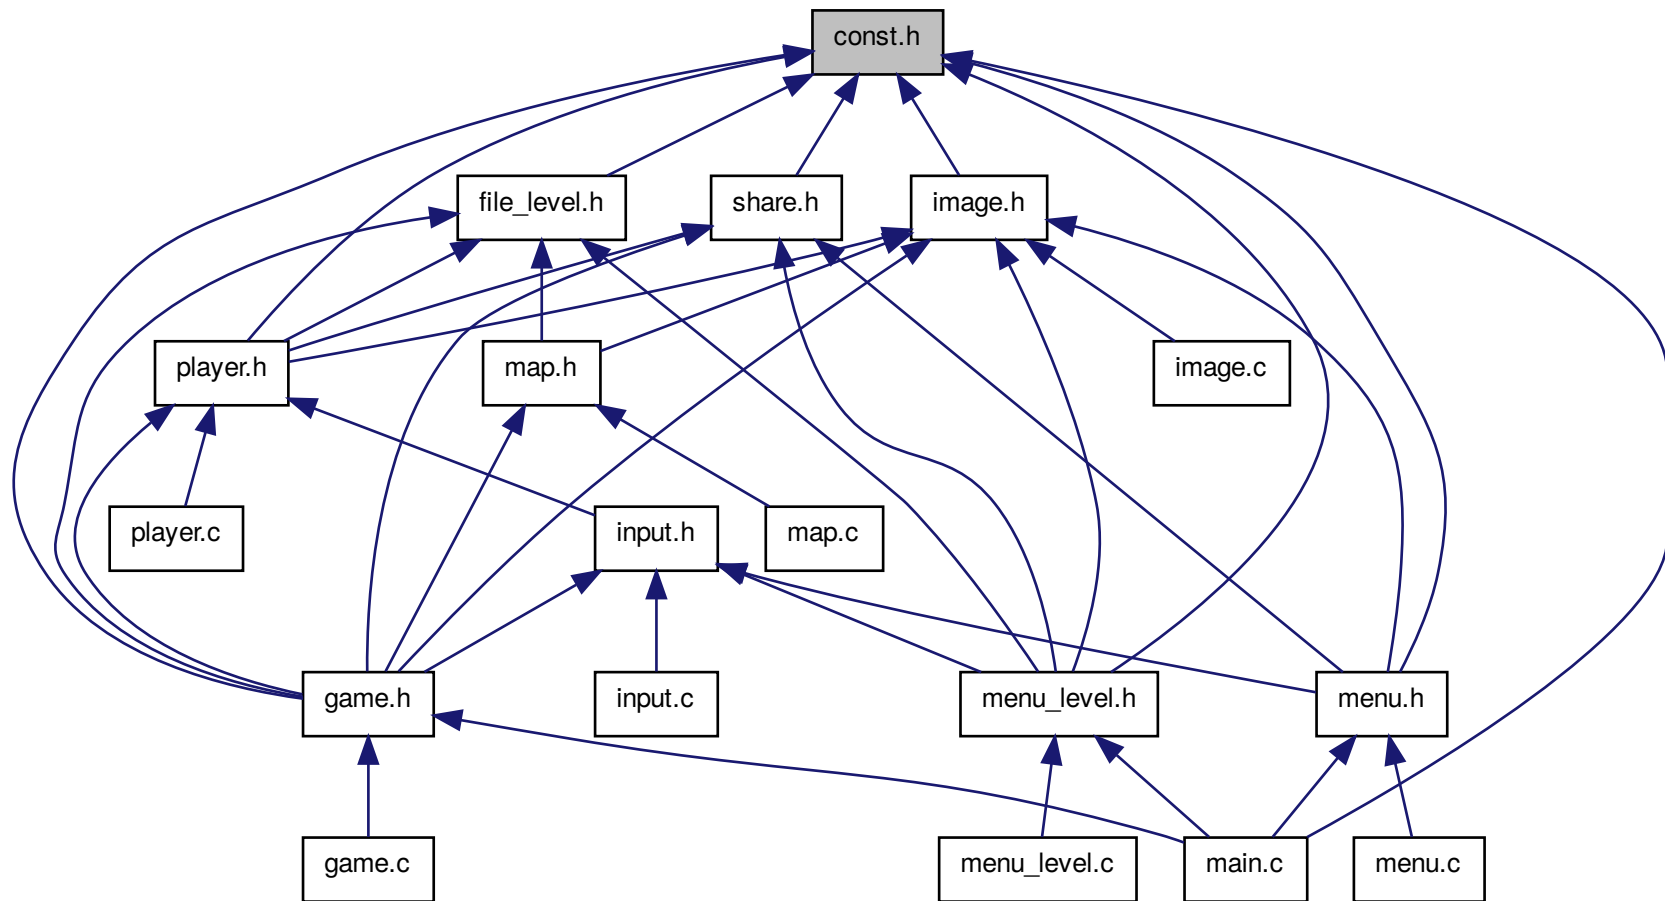 const.h
file_level.h
share.h
image.h
player.h
map.h
image.c
player.c
input.h
map.c
game.h
input.c
menu_level.h
menu.h
game.c
menu_level.c
main.c
menu.c